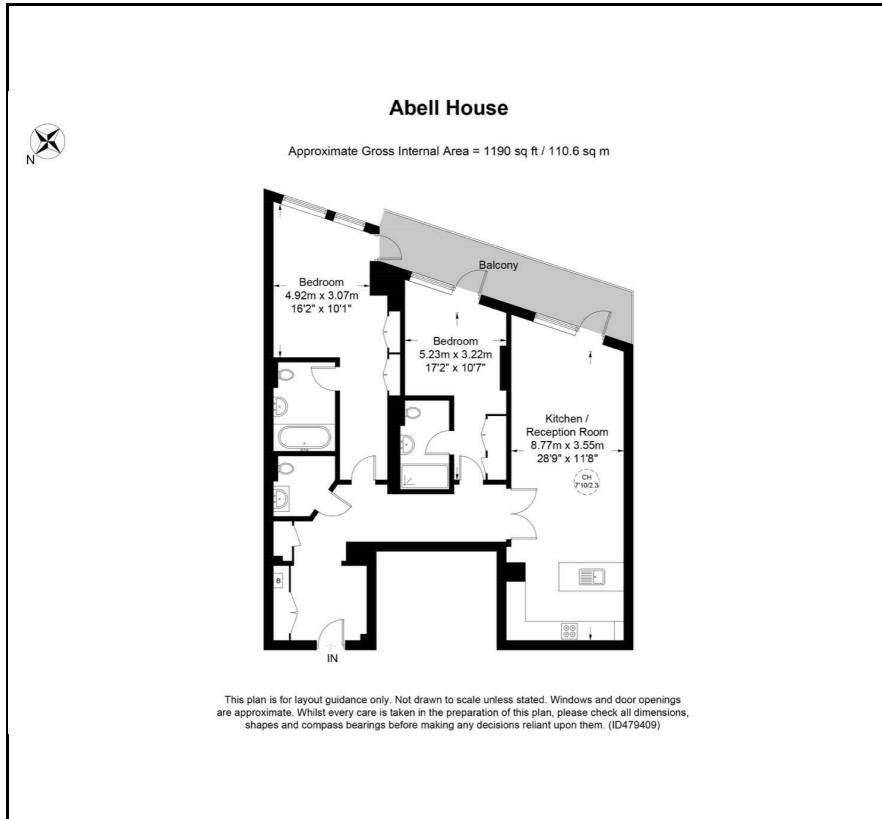 Abell House
N
Approximate Gross Internal Area = 1190 sq ft / 110.6 sq m
Balcony
Bedroom
4.92m x 3.07m
16'2" x 10'1"
Bedroom
5.23m x 3.22m
17'2" x 10'7"
Kitchen /
Reception Room
8.77m x 3.55m
28'9" x 11'8"
CH
7'10/2.3
B
IN
This plan is for layout guidance only. Not drawn to scale unless stated. Windows and door openings
are approximate. Whilst every care is taken in the preparation of this plan, please check all dimensions,
shapes and compass bearings before making any decisions reliant upon them. (ID479409)